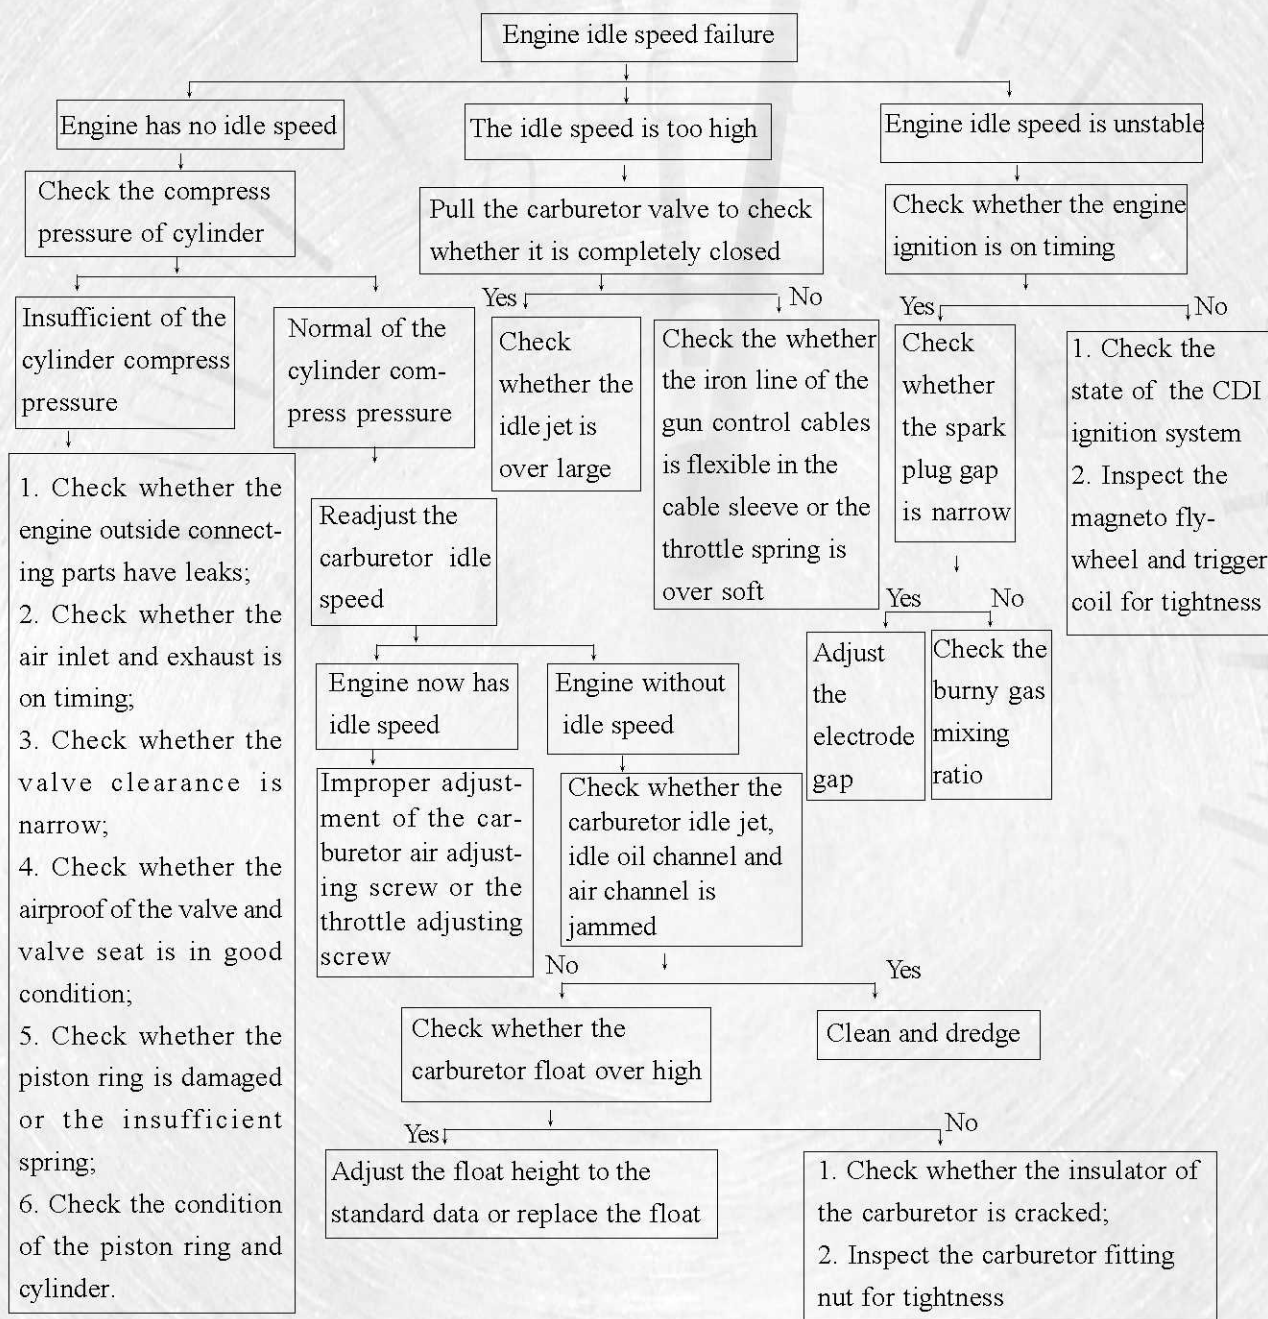 Engine idle speed failure
Engine has no idle speed
The idle speed is too high
Engine idle speed is unstable
Check the compress
pressure of cylinder
Pull the carburetor valve to check
whether it is completely closed
Check whether the engine
ignition is on timing
Insufficient of the
cylinder compress
pressure
Normal of the
cylinder com-
press pressure
Yes
No
Check
whether the
idle jet is
over large
Check the whether
the iron line of the
gun control cables
is flexible in the
cable sleeve or the
throttle spring is
over soft
Yes
No
Check
whether
the spark
plug gap
is narrow
1. Check the
state of the CDI
ignition system
2. Inspect the
magneto fly-
wheel and trigger
coil for tightness
1. Check whether the
engine outside connect-
ing parts have leaks;
2. Check whether the
air inlet and exhaust is
on timing;
3. Check whether the
valve clearance is
narrow;
4. Check whether the
airproof of the valve and
valve seat is in good
condition;
5. Check whether the
piston ring is damaged
or the insufficient
spring;
6. Check the condition
of the piston ring and
cylinder.
Readjust the
carburetor idle
speed
Yes
No
Adjust
the
electrode
gap
Check the
burny gas
mixing
ratio
Engine now has
idle speed
Engine without
idle speed
Improper adjust-
ment of the car-
buretor air adjust-
ing screw or the
throttle adjusting
screw
Check whether the
carburetor idle jet,
idle oil channel and
air channel is
jammed
No
Yes
Check whether the
carburetor float over high
Clean and dredge
Yes
No
Adjust the float height to the
standard data or replace the float
1. Check whether the insulator of
the carburetor is cracked;
2. Inspect the carburetor fitting
nut for tightness